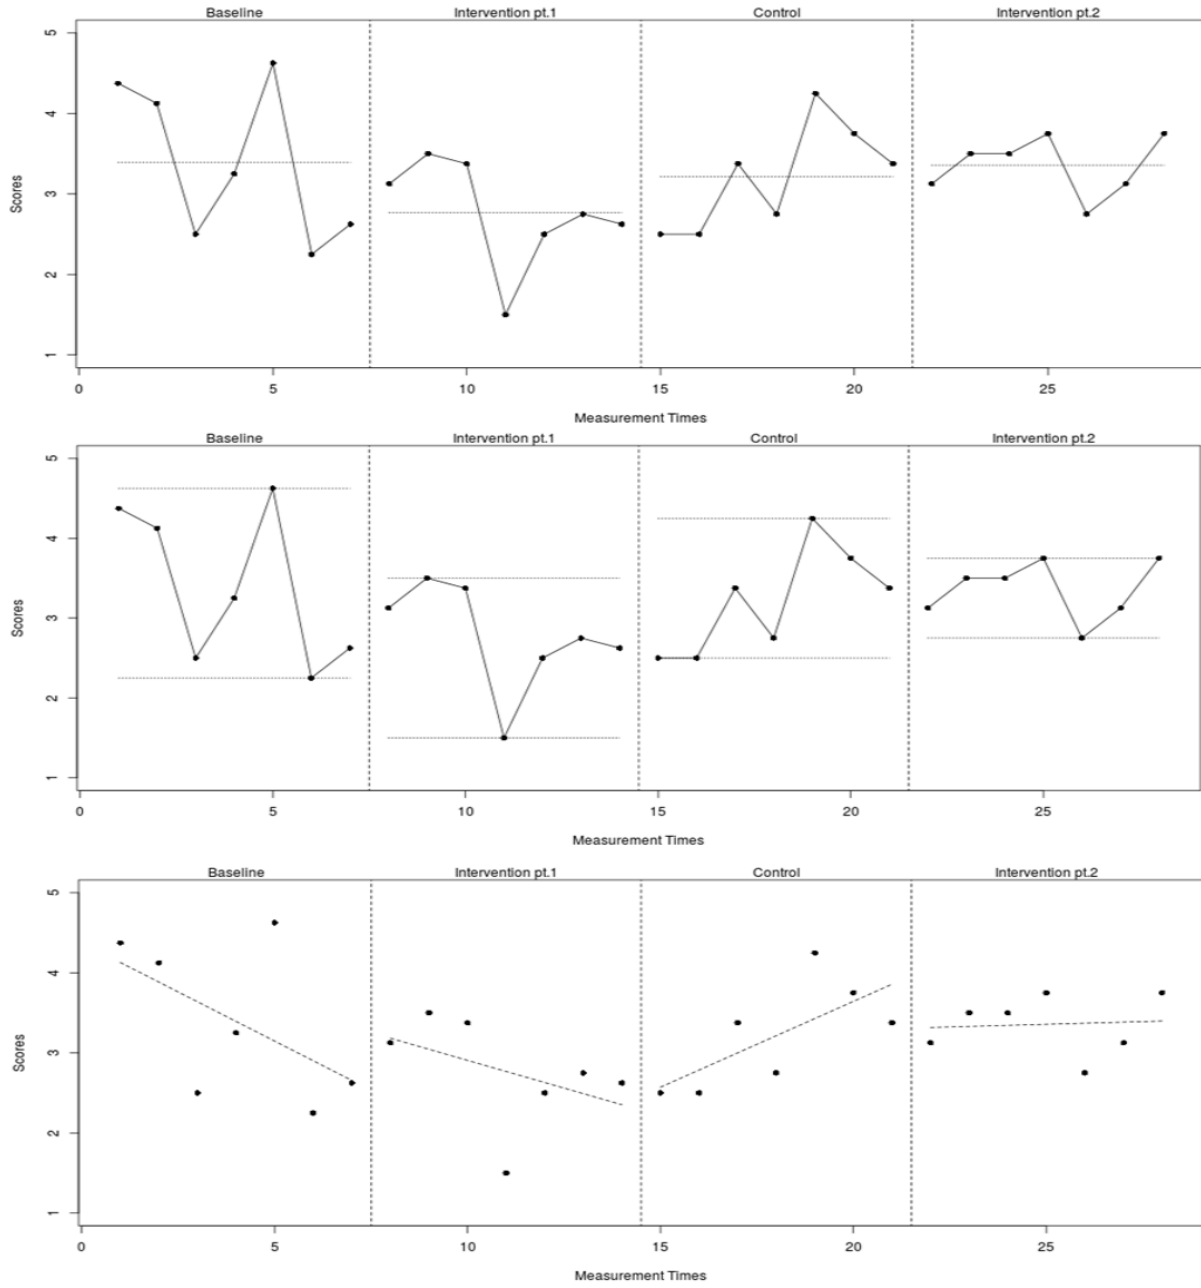 Baseline Intervention pt.1 Control Intervention pt.2
5
4
3
2
1
Scores
0 5 10 15 20 25
Measurement Times
Baseline Intervention pt.1 Control Intervention pt.2
5
4
3
2
1
Scores
0 5 10 15 20 25
Measurement Times
Baseline Intervention pt.1 Control Intervention pt.2
5
4
3
2
1
Scores
0 5 10 15 20 25
Measurement Times